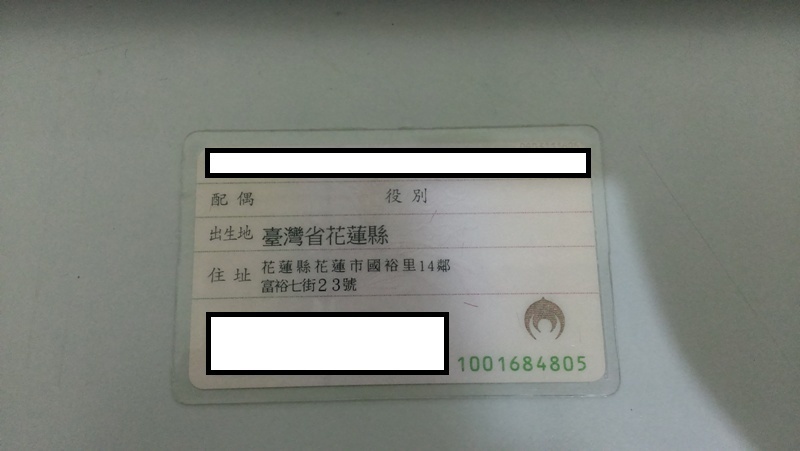 配偶 役別
出生地 臺灣省花蓮縣
住址 花蓮縣花蓮市國裕里14鄰
富裕七街23號
1001684805